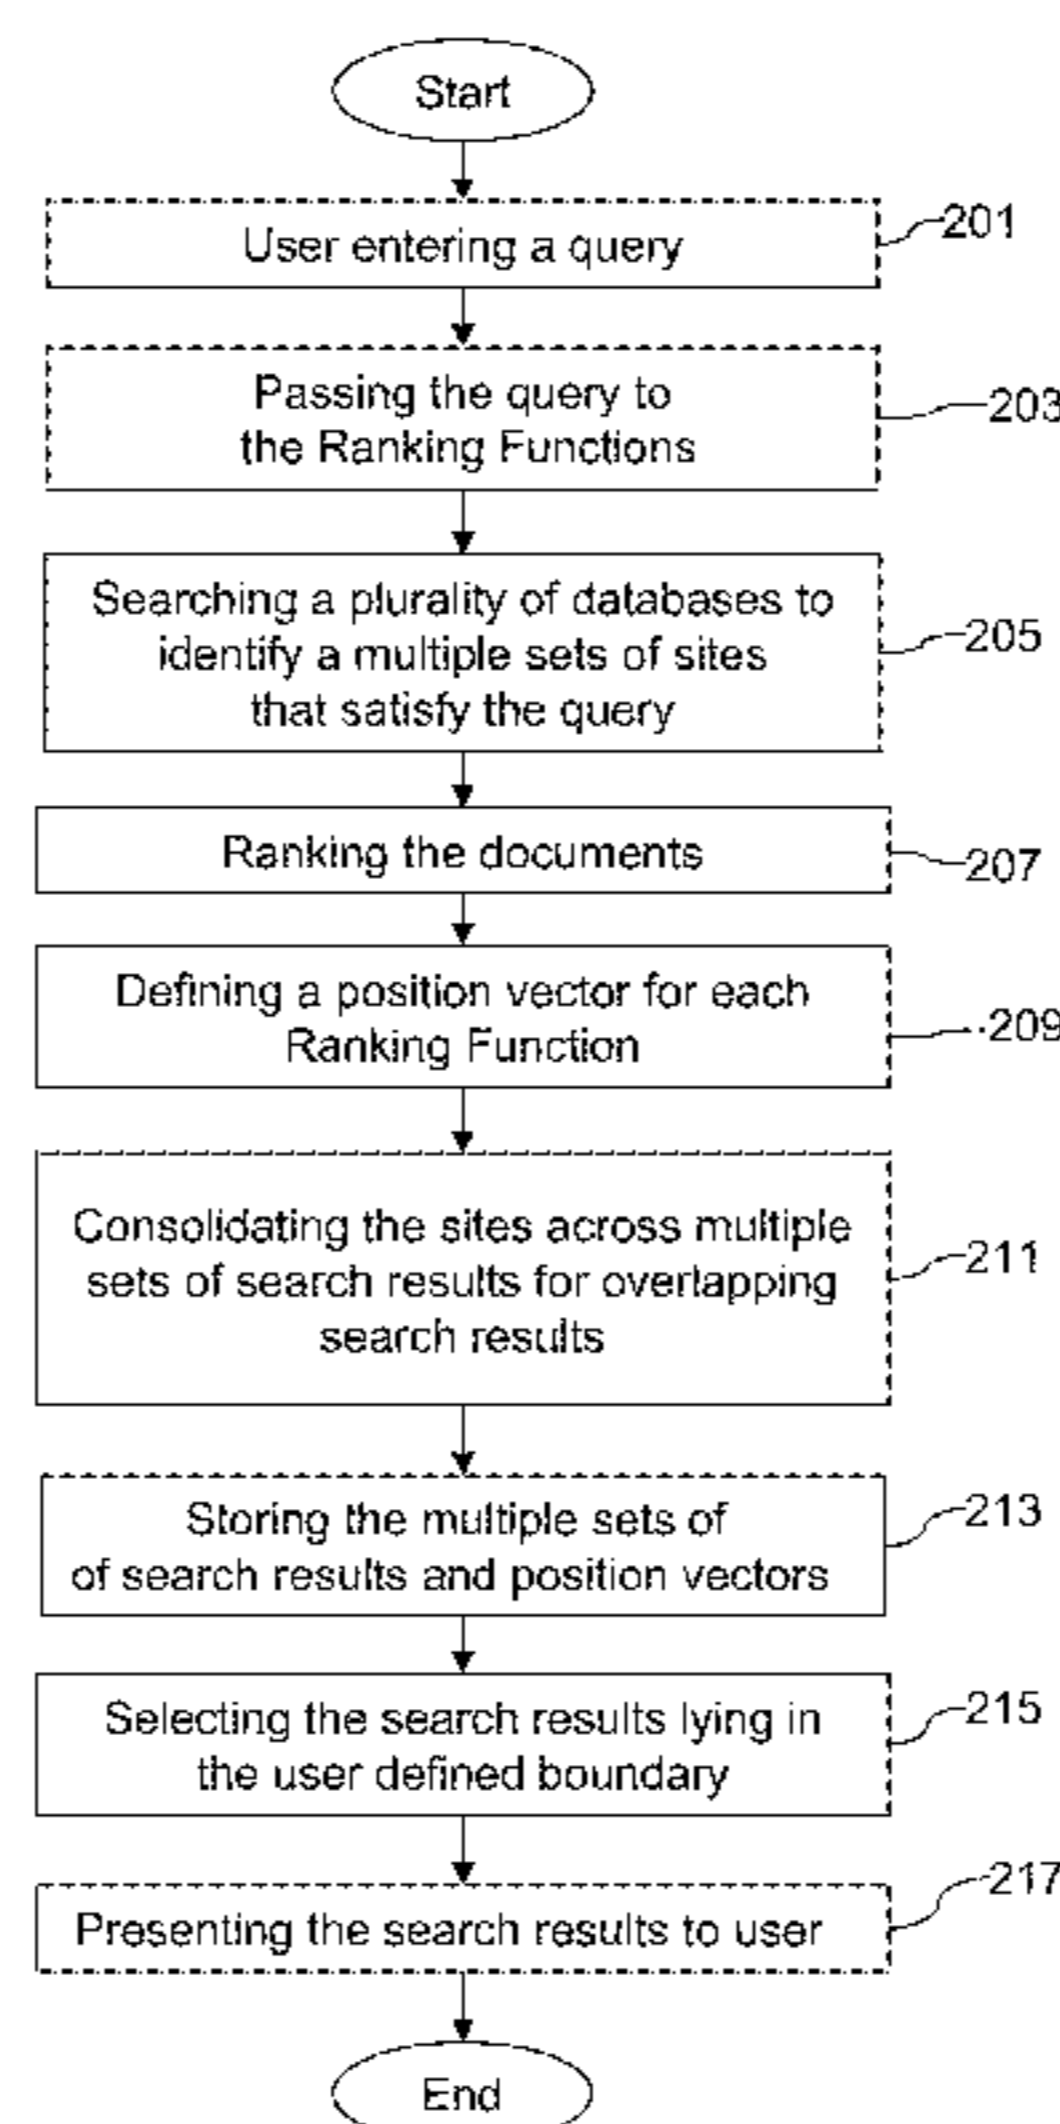 Start
User entering a query
201
Passing the query to
the Ranking Functions
203
Searching a plurality of databases to
identify a multiple sets of sites
that satisfy the query
205
Ranking the documents
207
Defining a position vector for each
Ranking Function
209
Consolidating the sites across multiple
sets of search results for overlapping
search results
211
Storing the multiple sets of
of search results and position vectors
213
Selecting the search results lying in
the user defined boundary
215
Presenting the search results to user
217
End